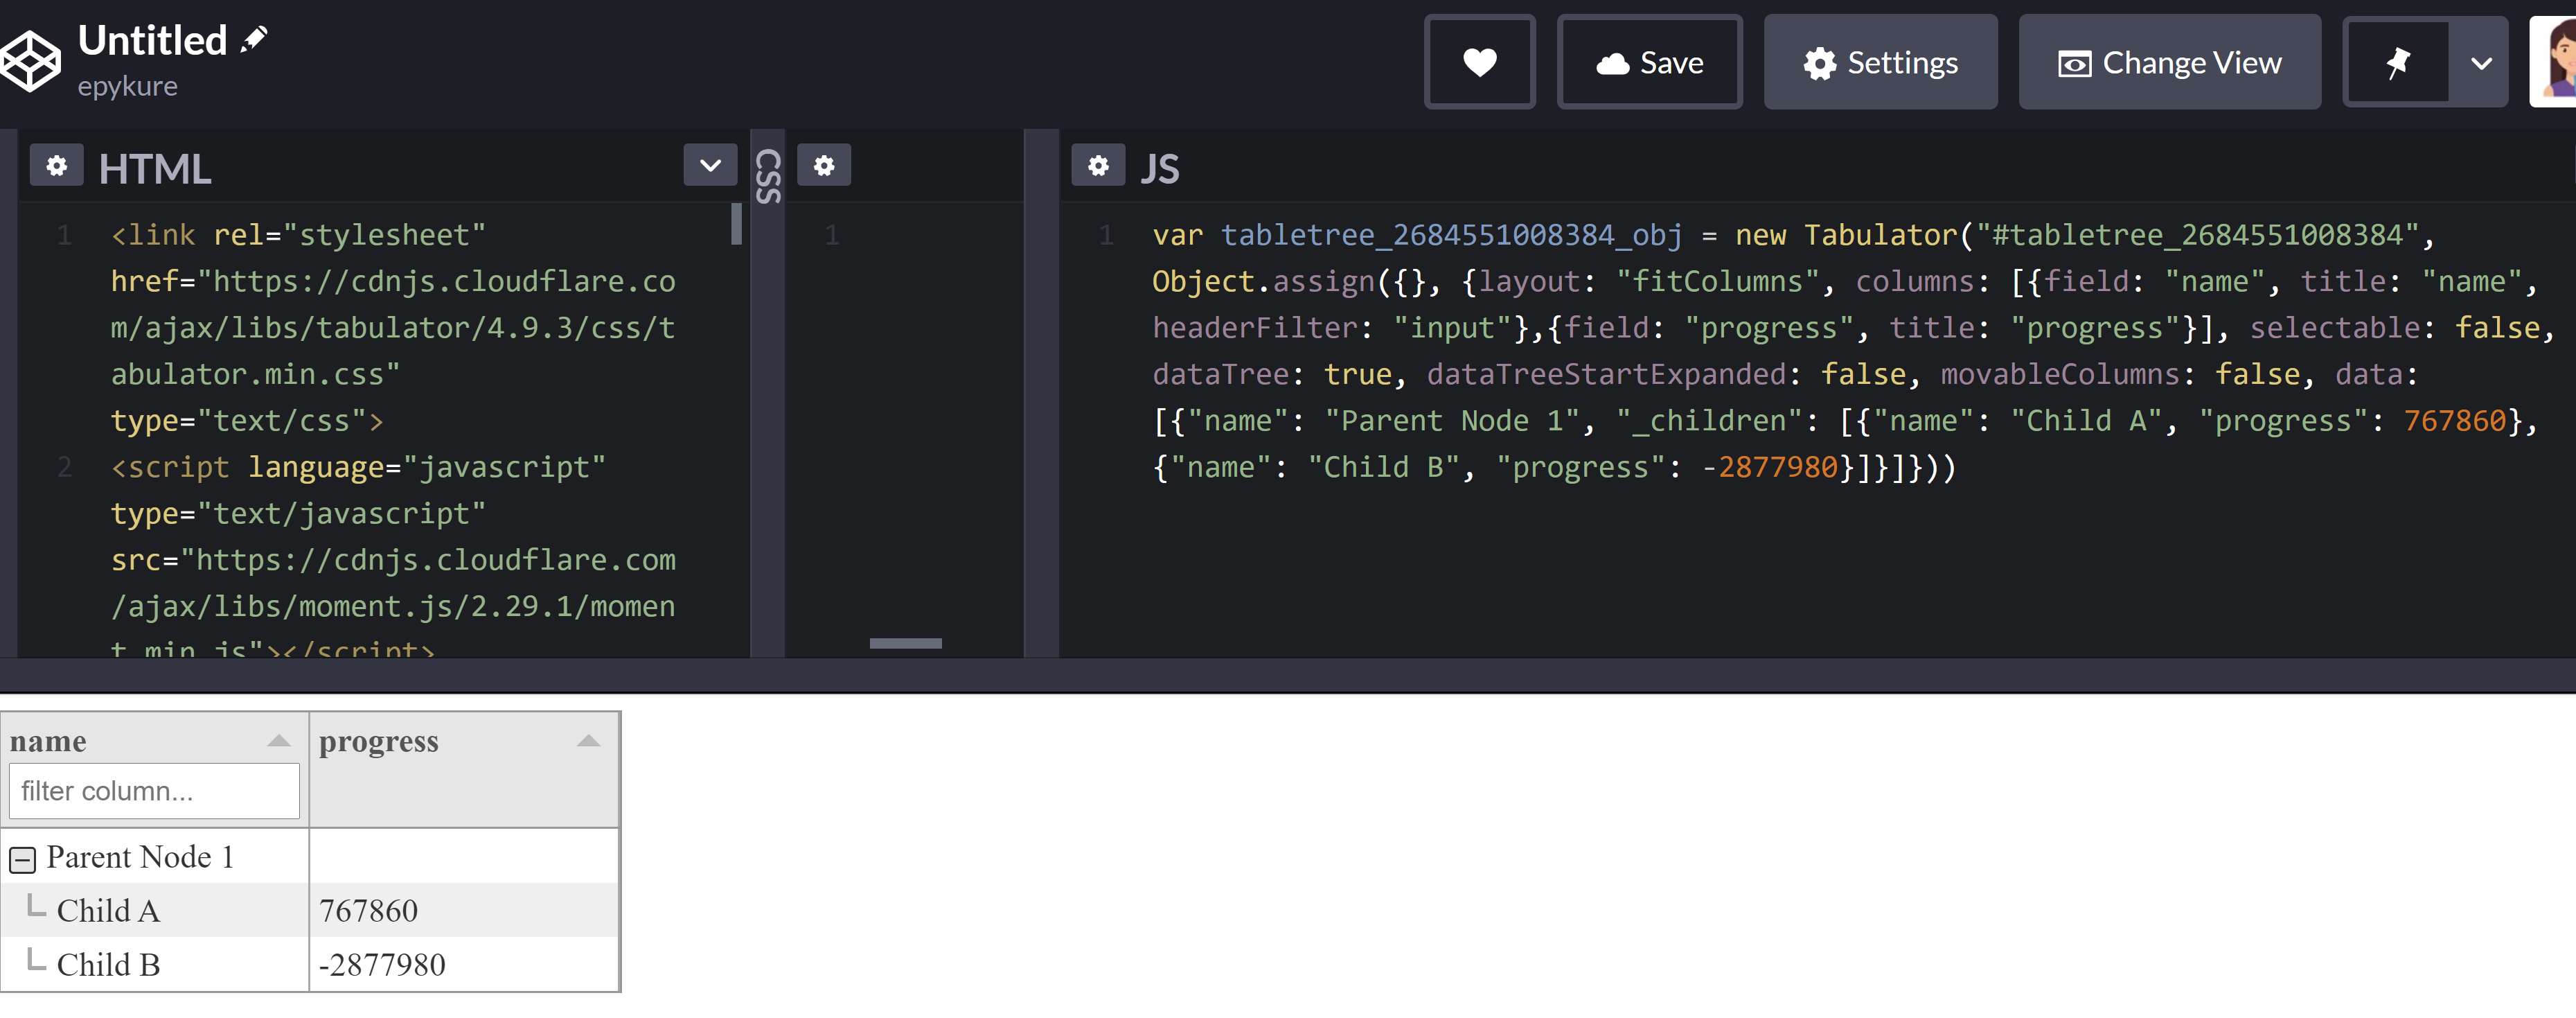 Untitled
epykure
Save
Settings
Change View
HTML
CSS
JS
1 <link rel="stylesheet"
href="https://cdnjs.cloudflare.co
m/ajax/libs/tabulator/4.9.3/css/t
abulator.min.css"
type="text/css">
2 <script language="javascript"
type="text/javascript"
src="https://cdnjs.cloudflare.com
/ajax/libs/moment.js/2.29.1/momen
t.min.js"></script>
1
1 var tabletree_2684551008384_obj = new Tabulator("#tabletree_2684551008384",
Object.assign({}, {layout: "fitColumns", columns: [{field: "name", title: "name",
headerFilter: "input"},{field: "progress", title: "progress"}], selectable: false,
dataTree: true, dataTreeStartExpanded: false, movableColumns: false, data:
[{"name": "Parent Node 1", "_children": [{"name": "Child A", "progress": 767860},
{"name": "Child B", "progress": -2877980}]}]}))
name progress
filter column...
Parent Node 1
Child A 767860
Child B -2877980